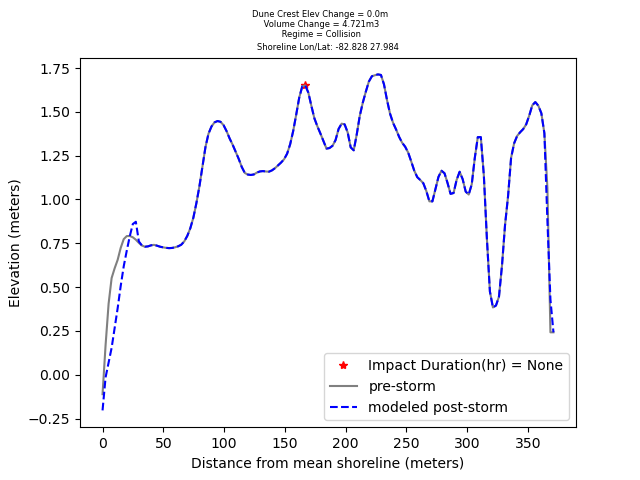 Dune Crest Elev Change = 0.0m
Volume Change = 4.721m3
Regime = Collision
Shoreline Lon/Lat: -82.828 27.984
1.75
1.50
1.25
1.00
0.75
0.50
0.25
0.00
−0.25
Elevation (meters)
Impact Duration(hr) = None
pre-storm
modeled post-storm
0 50 100 150 200 250 300 350
Distance from mean shoreline (meters)